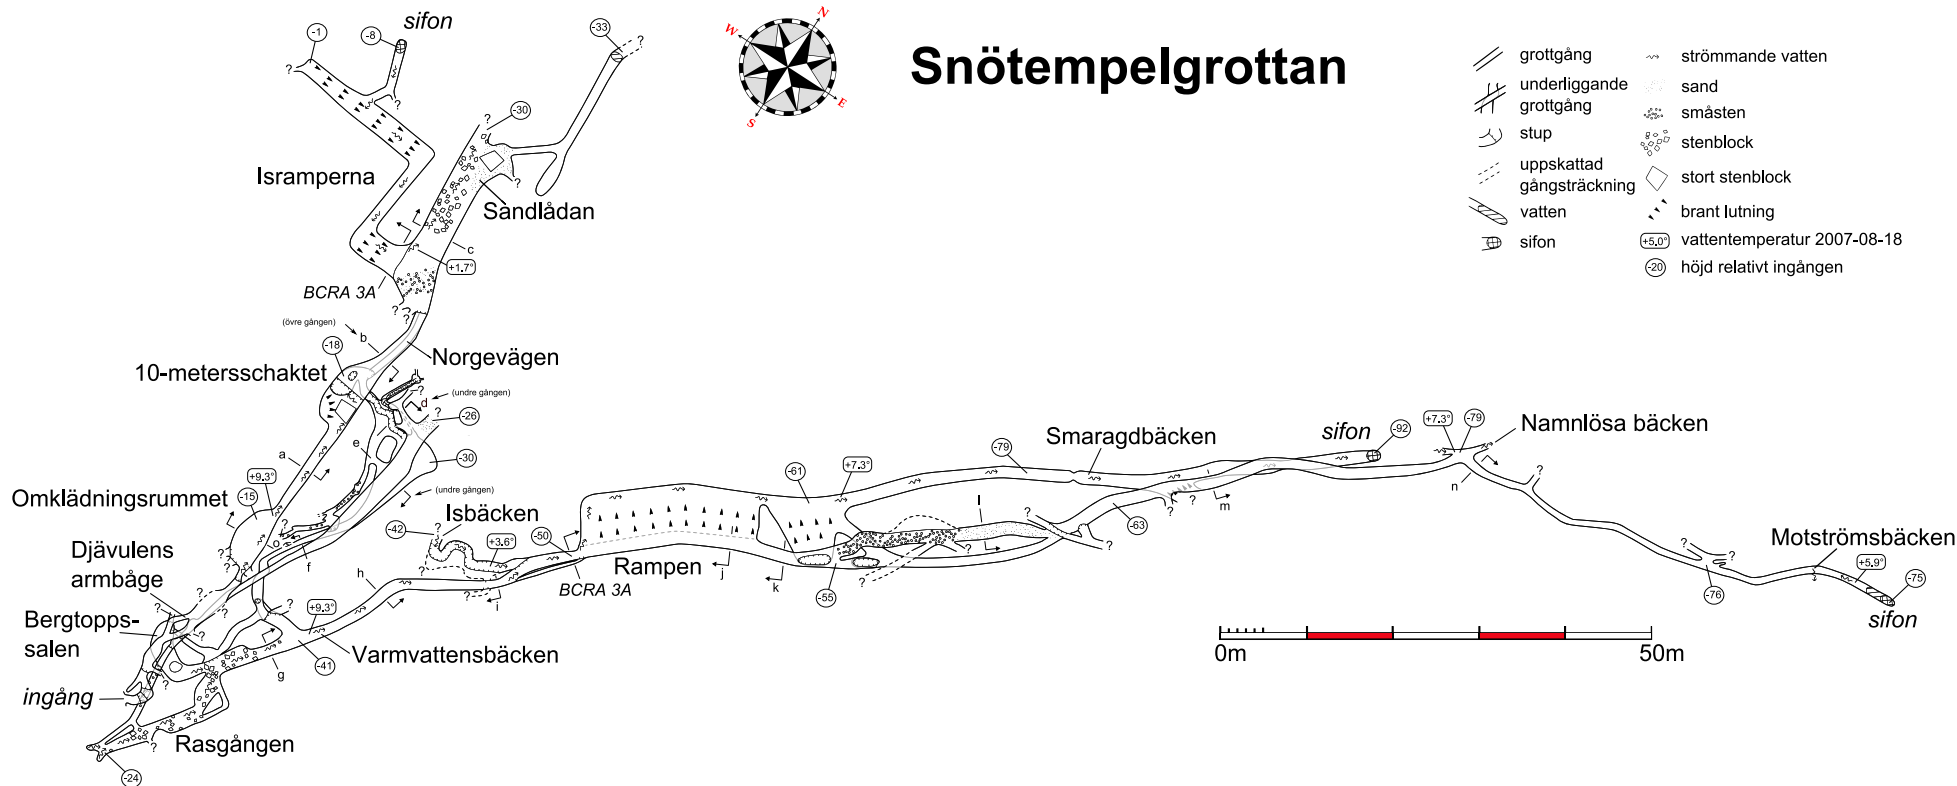 Snötempelgrottan
N
W
E
S
grottgång
underliggande
grottgång
stup
uppskattad
gångsträckning
vatten
sifon
strömmande vatten
sand
småsten
stenblock
stort stenblock
brant lutning
+5.0° vattentemperatur 2007-08-18
-20 höjd relativt ingången
-1
-8
sifon
?
?
-33
?
?
-30
Isramperna
Sandlådan
?
c
+1.7°
BCRA 3A
?
?
(övre gången)
b
-18
Norgevägen
10-metersschaktet
?
(undre gången)
d
?
-26
e
a
-30
+9.3°
-15
Omklädningsrummet
(undre gången)
?
o
f
Djävulens
armbåge
Bergtopps-
salen
ingång
?
?
?
?
?
+9.3°
-41
g
h
Varmvattensbäcken
Rasgången
?
-24
Isbäcken
?
-42
+3.6°
?
?
i
-50
BCRA 3A
Rampen
j
k
-55
-61
+7.3°
-79
l
?
?
?
?
-63
Smaragdbäcken
?
m
sifon
-92
+7.3°
-79
Namnlösa bäcken
n
?
?
?
-76
Motströmsbäcken
+5.9°
-75
sifon
0m
50m